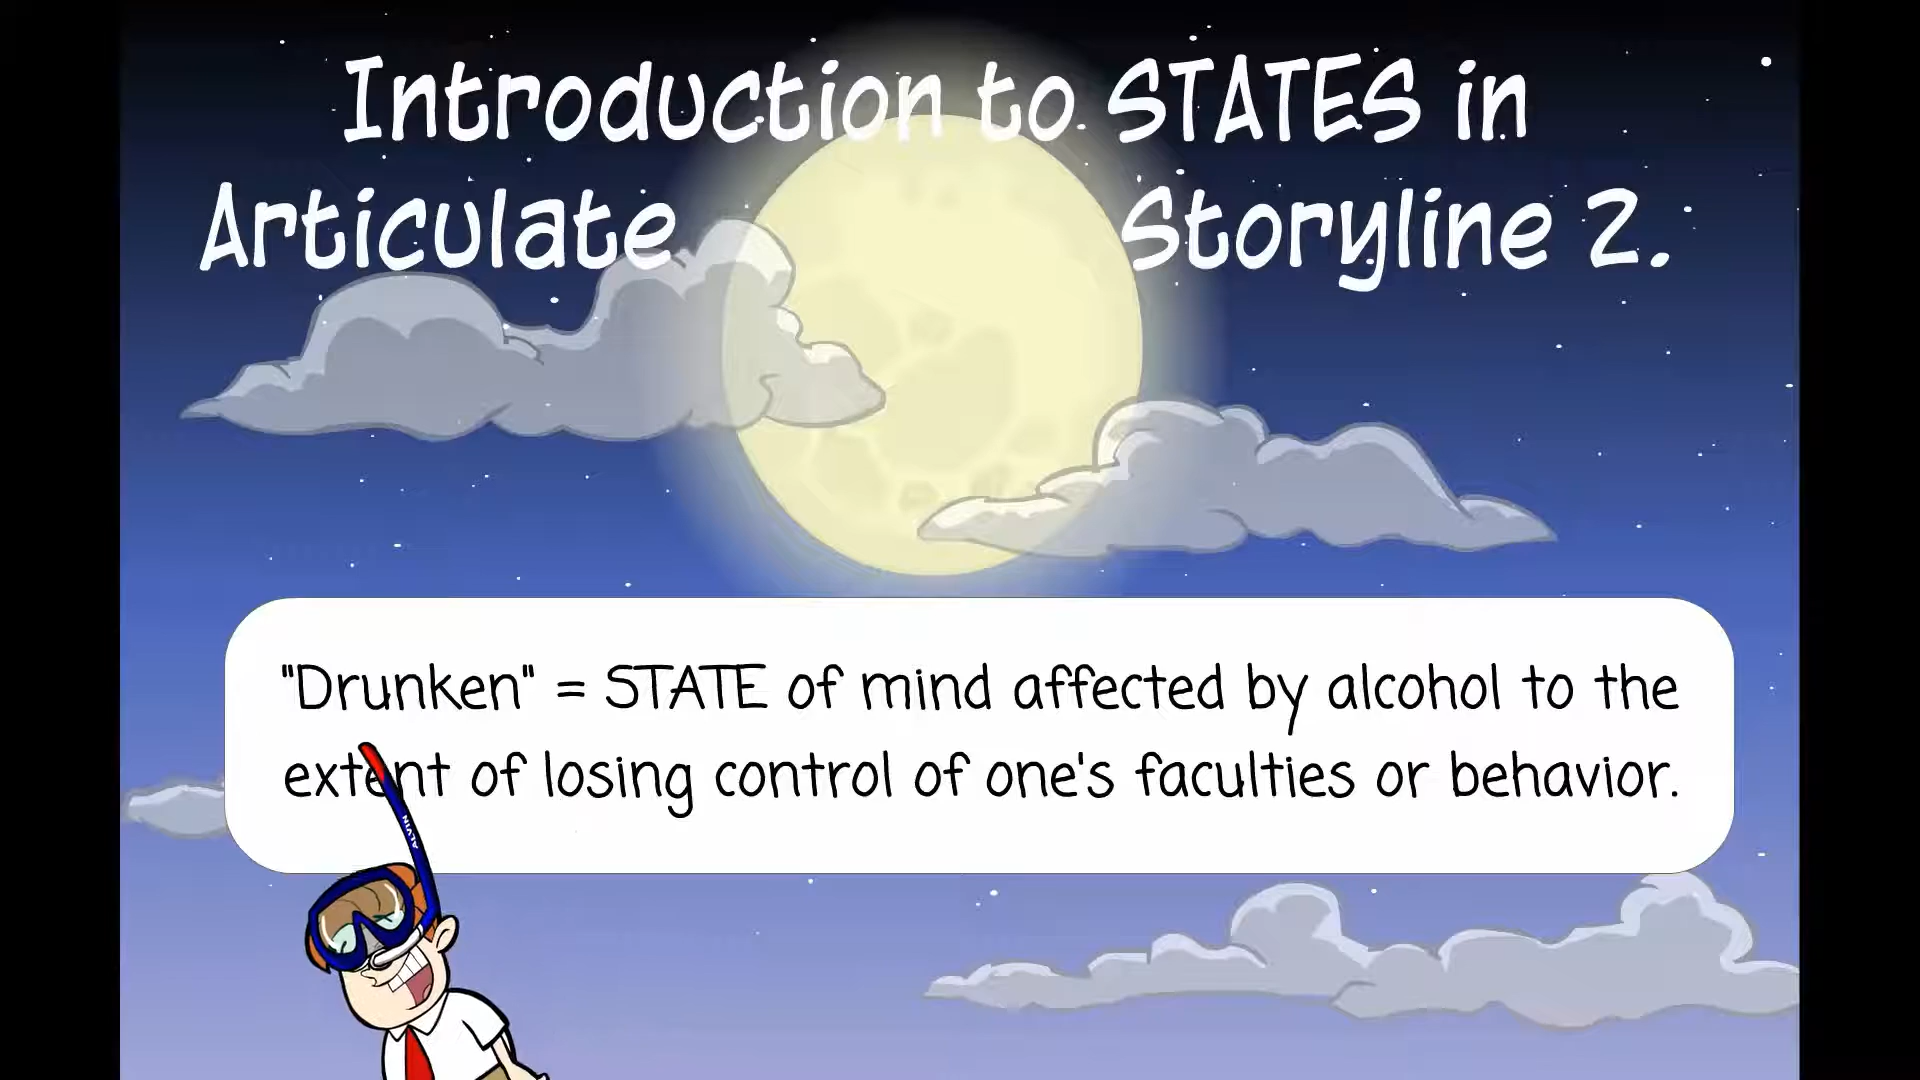 Introduction to STATES in
Articulate Storyline 2.
"Drunken" = STATE of mind affected by alcohol to the
extent of losing control of one's faculties or behavior.
ALVIN